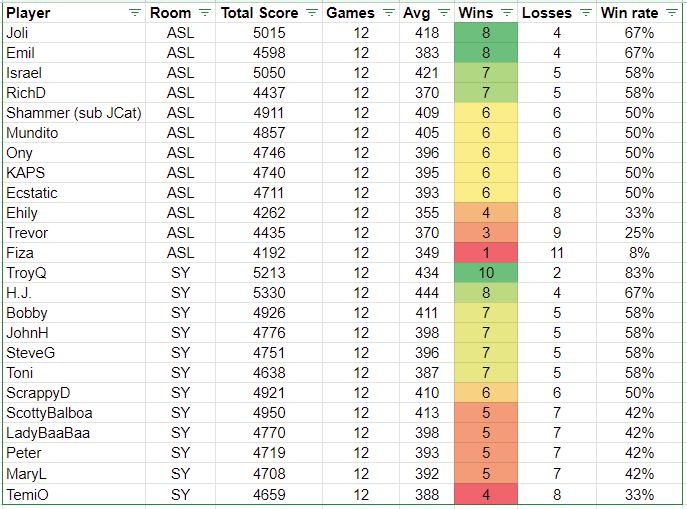 Player Room Total Score Games Avg Wins Losses Win rate
Joli ASL 5015 12 418 8 4 67%
Emil ASL 4598 12 383 8 4 67%
Israel ASL 5050 12 421 7 5 58%
RichD ASL 4437 12 370 7 5 58%
Shammer (sub JCat) ASL 4911 12 409 6 6 50%
Mundito ASL 4857 12 405 6 6 50%
Ony ASL 4746 12 396 6 6 50%
KAPS ASL 4740 12 395 6 6 50%
Ecstatic ASL 4711 12 393 6 6 50%
Ehily ASL 4262 12 355 4 8 33%
Trevor ASL 4435 12 370 3 9 25%
Fiza ASL 4192 12 349 1 11 8%
TroyQ SY 5213 12 434 10 2 83%
H.J. SY 5330 12 444 8 4 67%
Bobby SY 4926 12 411 7 5 58%
JohnH SY 4776 12 398 7 5 58%
SteveG SY 4751 12 396 7 5 58%
Toni SY 4638 12 387 7 5 58%
ScrappyD SY 4921 12 410 6 6 50%
ScottyBalboa SY 4950 12 413 5 7 42%
LadyBaaBaa SY 4770 12 398 5 7 42%
Peter SY 4719 12 393 5 7 42%
MaryL SY 4708 12 392 5 7 42%
TemiO SY 4659 12 388 4 8 33%